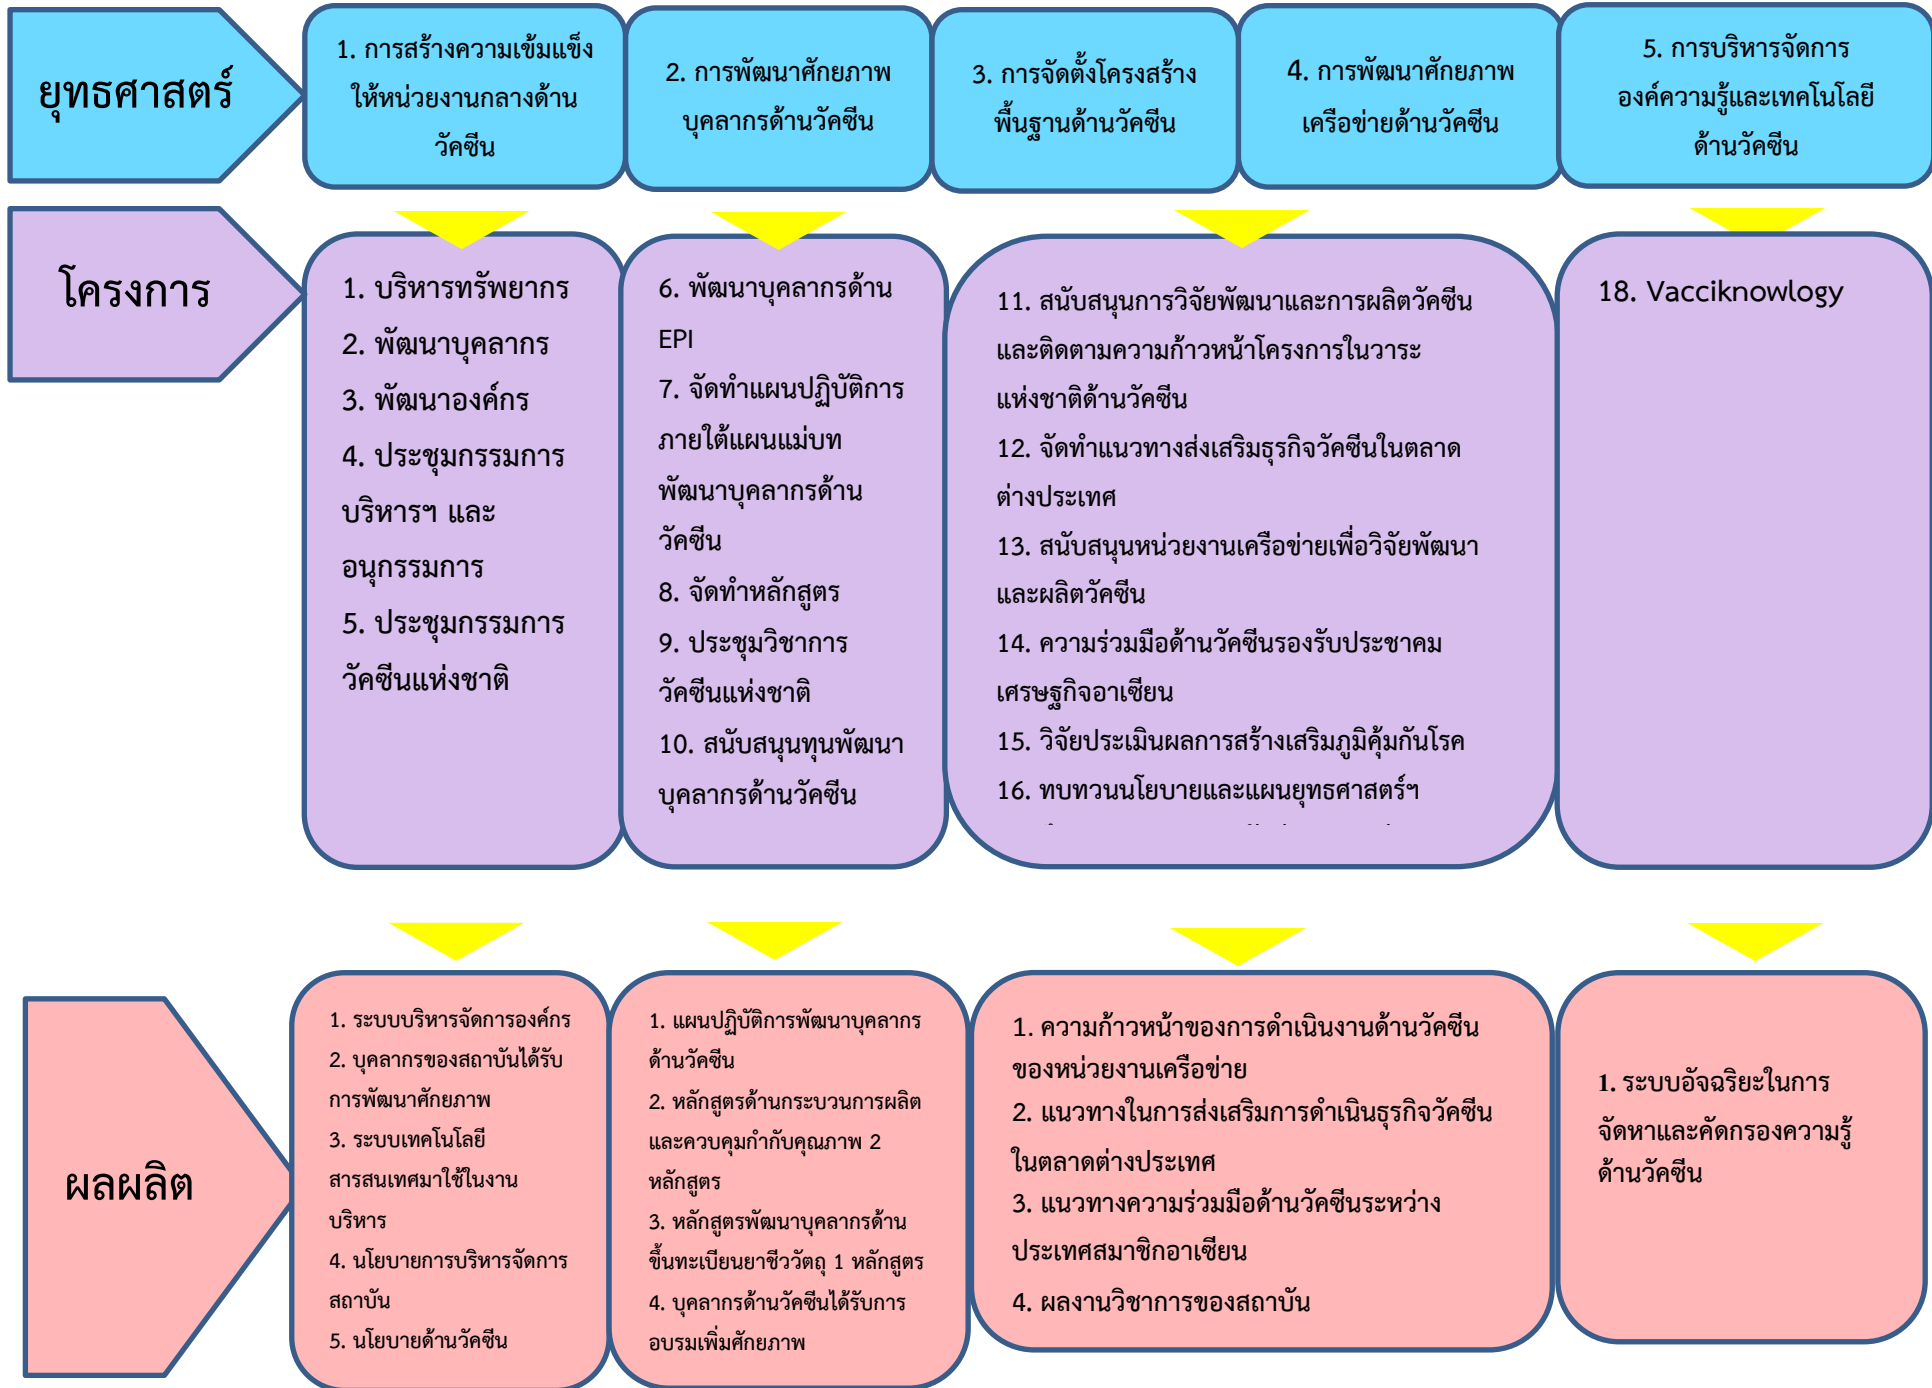 ยุทธศาสตร์
1. การสร้างความเข้มแข็ง
ให้หน่วยงานกลางด้าน
วัคซีน
2. การพัฒนาศักยภาพ
บุคลากรด้านวัคซีน
3. การจัดตั้งโครงสร้าง
พื้นฐานด้านวัคซีน
4. การพัฒนาศักยภาพ
เครือข่ายด้านวัคซีน
5. การบริหารจัดการ
องค์ความรู้และเทคโนโลยี
ด้านวัคซีน
โครงการ
1. บริหารทรัพยากร
2. พัฒนาบุคลากร
3. พัฒนาองค์กร
4. ประชุมกรรมการ
บริหารฯ และ
อนุกรรมการ
5. ประชุมกรรมการ
วัคซีนแห่งชาติ
6. พัฒนาบุคลากรด้าน
EPI
7. จัดทำแผนปฏิบัติการ
ภายใต้แผนแม่บท
พัฒนาบุคลากรด้าน
วัคซีน
8. จัดทำหลักสูตร
9. ประชุมวิชาการ
วัคซีนแห่งชาติ
10. สนับสนุนทุนพัฒนา
บุคลากรด้านวัคซีน
11. สนับสนุนการวิจัยพัฒนาและการผลิตวัคซีน
และติดตามความก้าวหน้าโครงการในวาระ
แห่งชาติด้านวัคซีน
12. จัดทำแนวทางส่งเสริมธุรกิจวัคซีนในตลาด
ต่างประเทศ
13. สนับสนุนหน่วยงานเครือข่ายเพื่อวิจัยพัฒนา
และผลิตวัคซีน
14. ความร่วมมือด้านวัคซีนรองรับประชาคม
เศรษฐกิจอาเซียน
15. วิจัยประเมินผลการสร้างเสริมภูมิคุ้มกันโรค
16. ทบทวนนโยบายและแผนยุทธศาสตร์ฯ
18. Vacciknowlogy
ผลผลิต
1. ระบบบริหารจัดการองค์กร
2. บุคลากรของสถาบันได้รับ
การพัฒนาศักยภาพ
3. ระบบเทคโนโลยี
สารสนเทศมาใช้ในงาน
บริหาร
4. นโยบายการบริหารจัดการ
สถาบัน
5. นโยบายด้านวัคซีน
1. แผนปฏิบัติการพัฒนาบุคลากร
ด้านวัคซีน
2. หลักสูตรด้านกระบวนการผลิต
และควบคุมกำกับคุณภาพ 2
หลักสูตร
3. หลักสูตรพัฒนาบุคลากรด้าน
ขึ้นทะเบียนยาชีววัตถุ 1 หลักสูตร
4. บุคลากรด้านวัคซีนได้รับการ
อบรมเพิ่มศักยภาพ
1. ความก้าวหน้าของการดำเนินงานด้านวัคซีน
ของหน่วยงานเครือข่าย
2. แนวทางในการส่งเสริมการดำเนินธุรกิจวัคซีน
ในตลาดต่างประเทศ
3. แนวทางความร่วมมือด้านวัคซีนระหว่าง
ประเทศสมาชิกอาเซียน
4. ผลงานวิชาการของสถาบัน
1. ระบบอัจฉริยะในการ
จัดหาและคัดกรองความรู้
ด้านวัคซีน